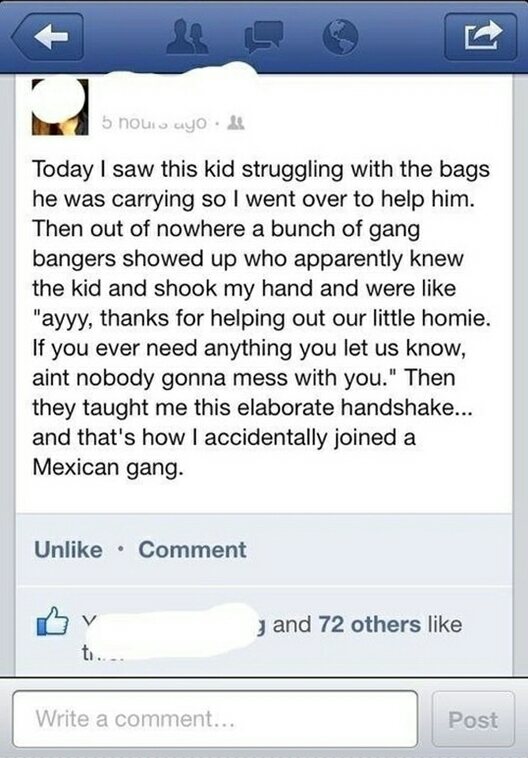 5 hours ago ·
Today I saw this kid struggling with the bags
he was carrying so I went over to help him.
Then out of nowhere a bunch of gang
bangers showed up who apparently knew
the kid and shook my hand and were like
"ayyy, thanks for helping out our little homie.
If you ever need anything you let us know,
aint nobody gonna mess with you." Then
they taught me this elaborate handshake...
and that's how I accidentally joined a
Mexican gang.
Unlike · Comment
and 72 others like
Write a comment...
Post